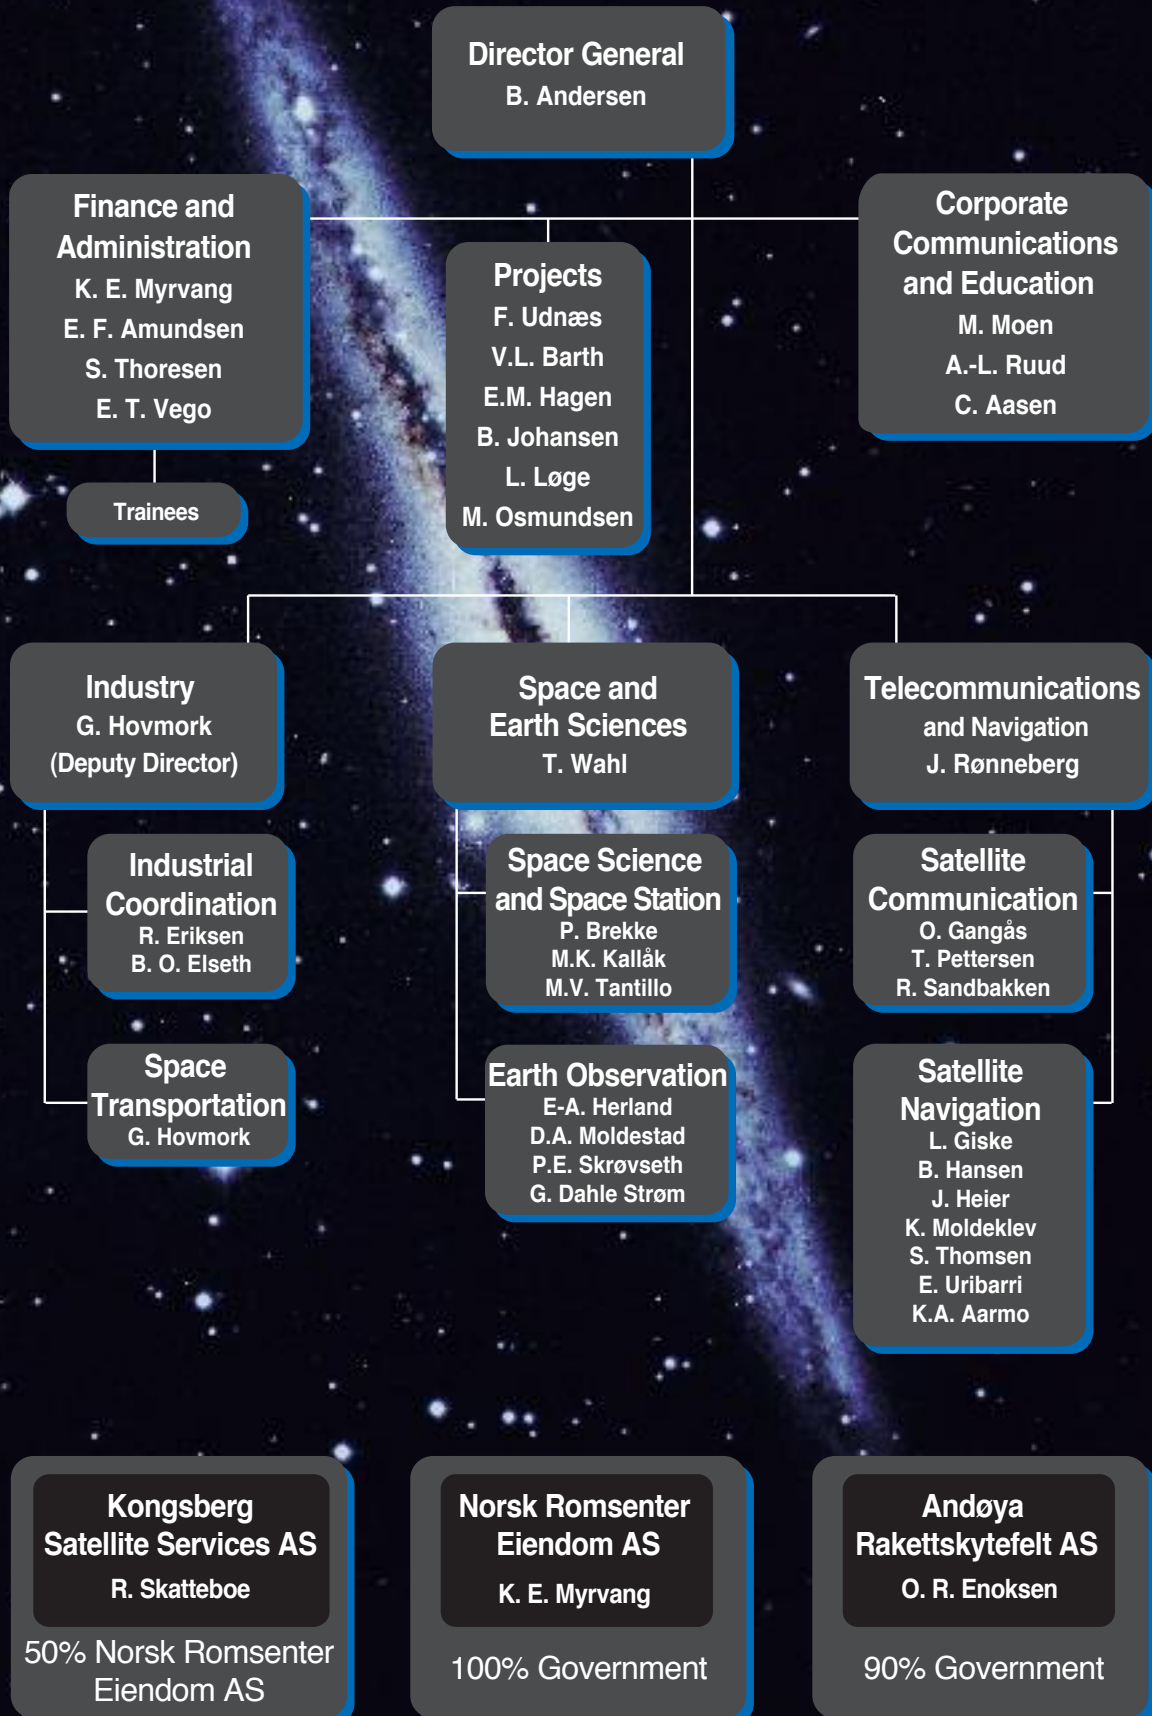 Director General
B. Andersen
Finance and
Administration
K. E. Myrvang
E. F. Amundsen
S. Thoresen
E. T. Vego
Trainees
Projects
F. Udnæs
V.L. Barth
E.M. Hagen
B. Johansen
L. Løge
M. Osmundsen
Corporate
Communications
and Education
M. Moen
A.-L. Ruud
C. Aasen
Industry
G. Hovmork
(Deputy Director)
Industrial
Coordination
R. Eriksen
B. O. Elseth
Space
Transportation
G. Hovmork
Space and
Earth Sciences
T. Wahl
Space Science
and Space Station
P. Brekke
M.K. Kallåk
M.V. Tantillo
Earth Observation
E-A. Herland
D.A. Moldestad
P.E. Skrøvseth
G. Dahle Strøm
Telecommunications
and Navigation
J. Rønneberg
Satellite
Communication
O. Gangås
T. Pettersen
R. Sandbakken
Satellite
Navigation
L. Giske
B. Hansen
J. Heier
K. Moldeklev
S. Thomsen
E. Uribarri
K.A. Aarmo
Kongsberg
Satellite Services AS
R. Skatteboe
50% Norsk Romsenter
Eiendom AS
Norsk Romsenter
Eiendom AS
K. E. Myrvang
100% Government
Andøya
Rakettskytefelt AS
O. R. Enoksen
90% Government